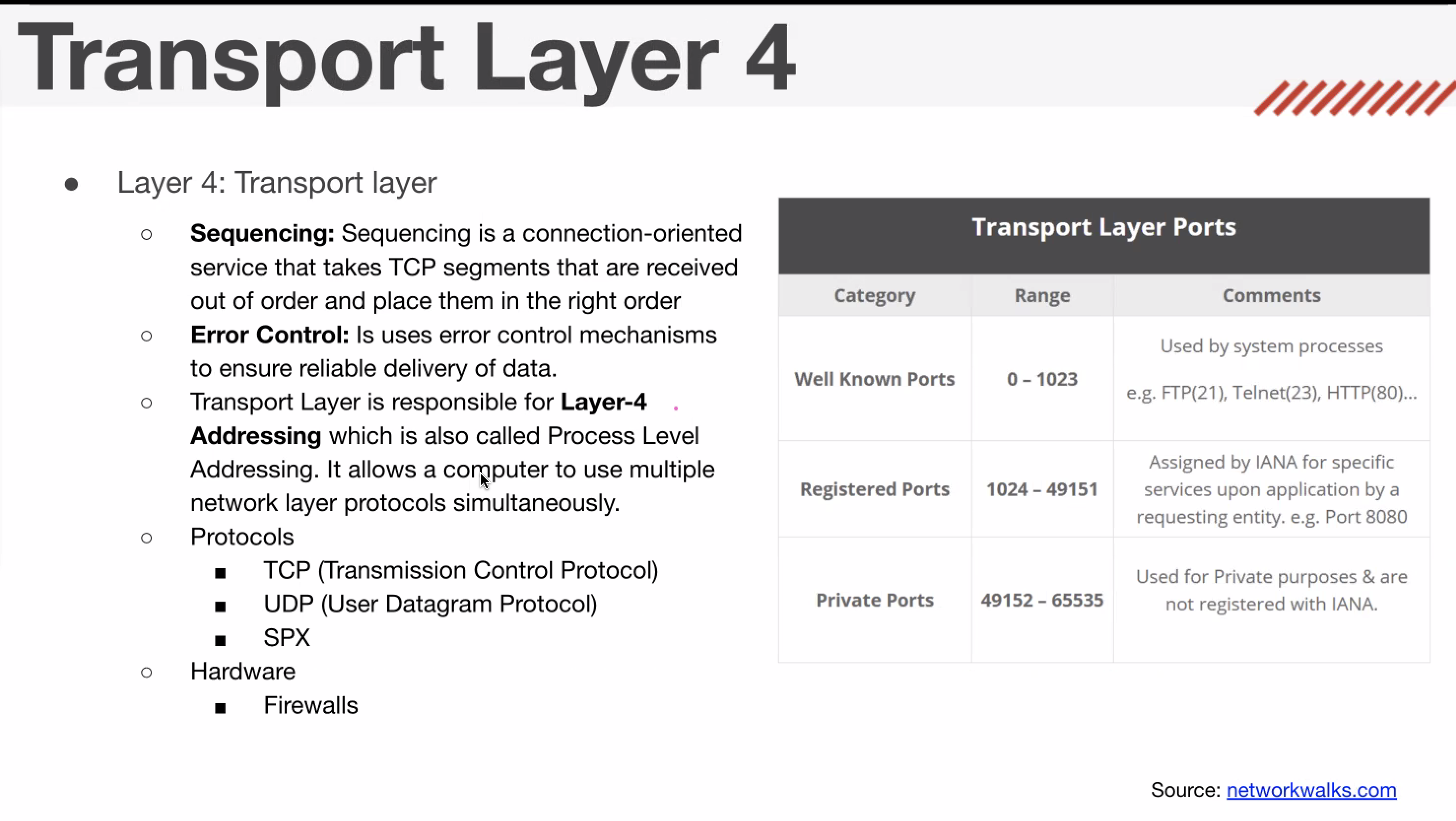 Transport Layer 4
● Layer 4: Transport layer
○ Sequencing: Sequencing is a connection-oriented
service that takes TCP segments that are received
out of order and place them in the right order
○ Error Control: Is uses error control mechanisms
to ensure reliable delivery of data.
○ Transport Layer is responsible for Layer-4
Addressing which is also called Process Level
Addressing. It allows a computer to use multiple
network layer protocols simultaneously.
○ Protocols
■ TCP (Transmission Control Protocol)
■ UDP (User Datagram Protocol)
■ SPX
○ Hardware
■ Firewalls
Transport Layer Ports
Category Range Comments
Well Known Ports 0 – 1023 Used by system processes
e.g. FTP(21), Telnet(23), HTTP(80)...
Registered Ports 1024 – 49151 Assigned by IANA for specific
services upon application by a
requesting entity. e.g. Port 8080
Private Ports 49152 – 65535 Used for Private purposes & are
not registered with IANA.
Source: networkwalks.com